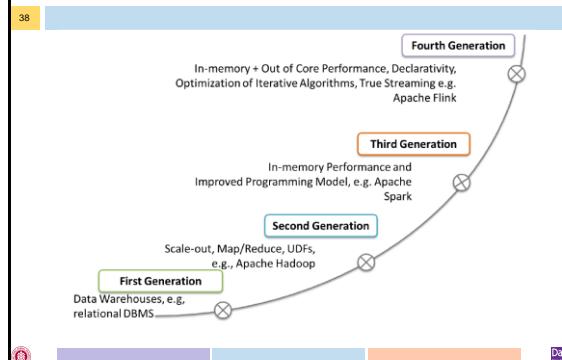 38
Fourth Generation
In-memory + Out of Core Performance, Declarativity,
Optimization of Iterative Algorithms, True Streaming e.g.
Apache Flink
Third Generation
In-memory Performance and
Improved Programming Model, e.g. Apache
Spark
Second Generation
Scale-out, Map/Reduce, UDFs,
e.g., Apache Hadoop
First Generation
Data Warehouses, e.g,
relational DBMS
Da